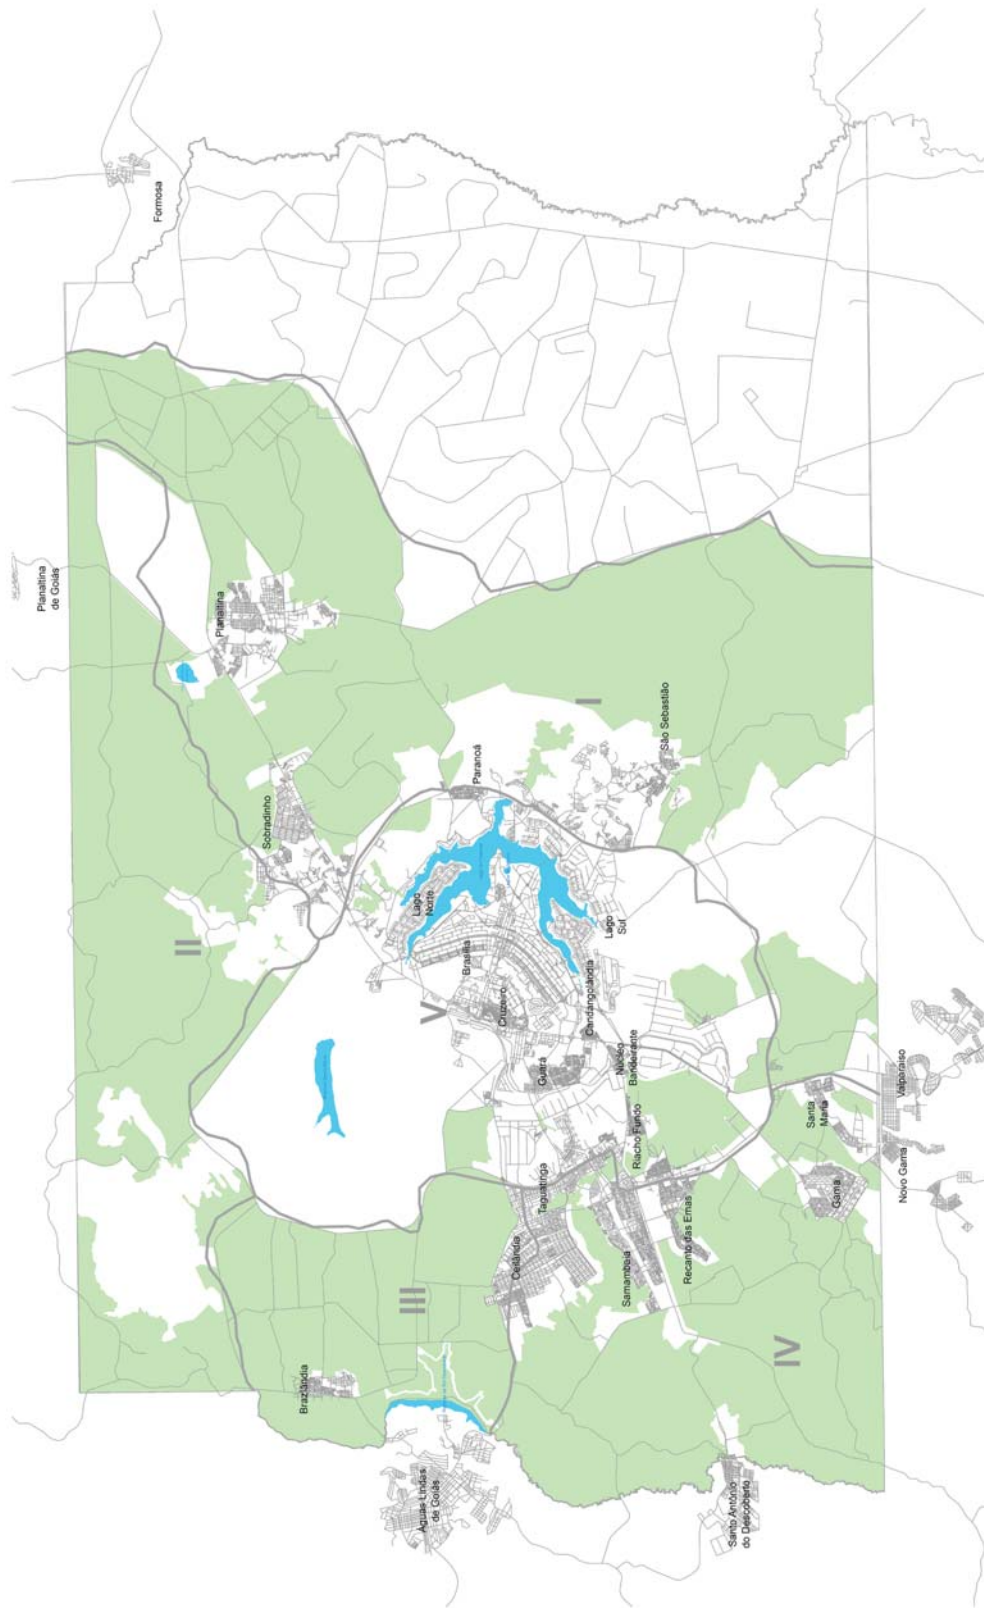 Formosa
Planaltina
de Goiás
Planaltina
Sobradinho
II
Paranoá
I
São Sebastião
Lago
Norte
Brasília
Lago
Sul
V
Cruzeiro
Candangolândia
Guará
Núcleo
Bandeirante
Riacho Fundo
Taguatinga
Ceilândia
Samambaia
Recanto das Emas
Santa
Maria
Valparaíso
Gama
Novo Gama
III
Brazlândia
IV
Águas Lindas
de Goiás
Santo Antônio
do Descoberto